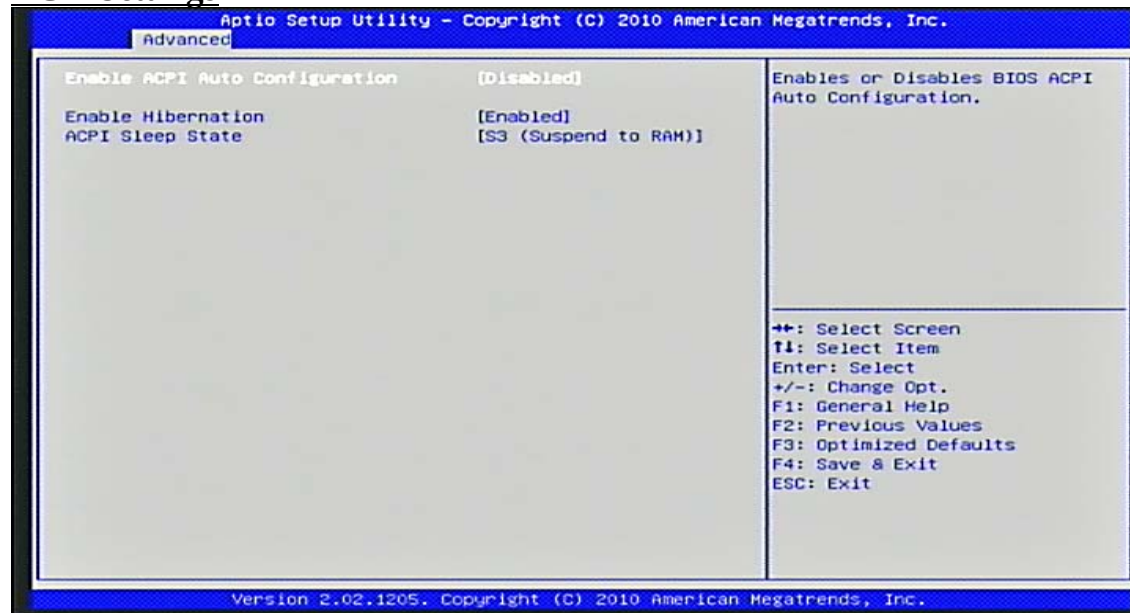 Aptio Setup Utility - Copyright (C) 2010 American Megatrends, Inc.
Advanced
Enable ACPI Auto Configuration [Disabled]
Enable Hibernation [Enabled]
ACPI Sleep State [S3 (Suspend to RAM)]
Enables or Disables BIOS ACPI
Auto Configuration.
→←: Select Screen
↑↓: Select Item
Enter: Select
+/-: Change Opt.
F1: General Help
F2: Previous Values
F3: Optimized Defaults
F4: Save & Exit
ESC: Exit
Version 2.02.1205. Copyright (C) 2010 American Megatrends, Inc.